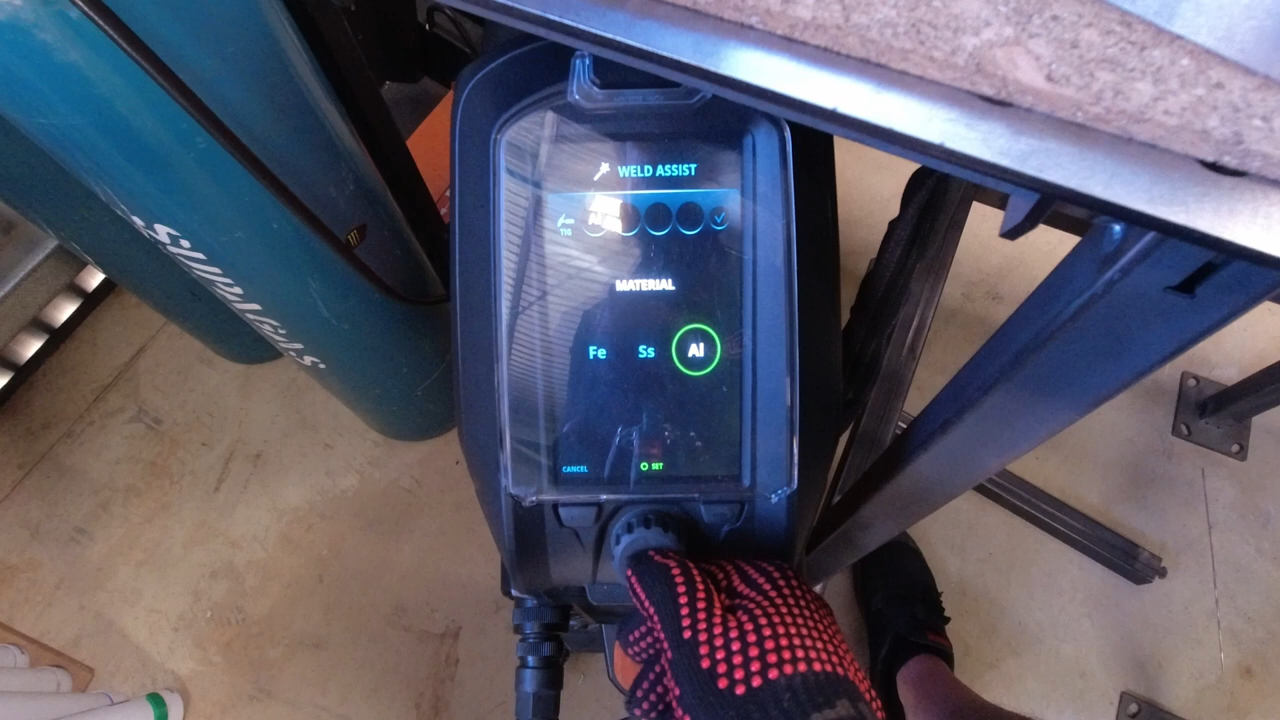 WELD ASSIST
TIG
MATERIAL
Fe Ss Al
CANCEL SET